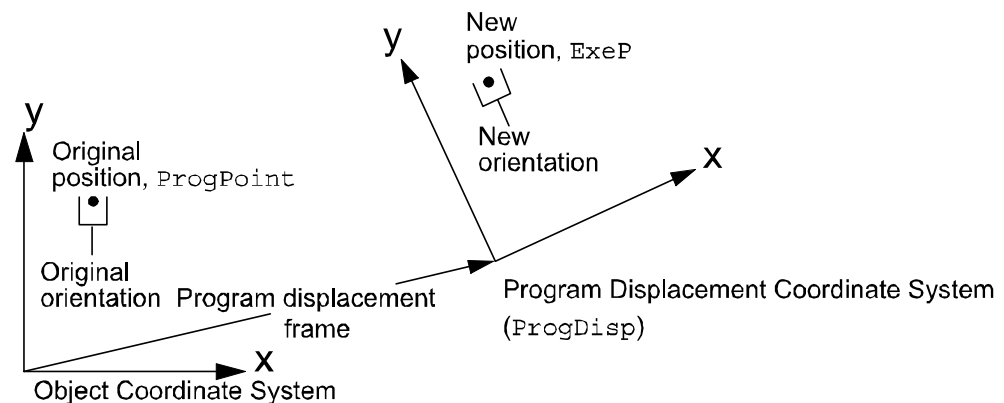 y
Original
position, ProgPoint
Original
orientation
Program displacement
frame
x
Object Coordinate System
y
New
position, ExeP
New
orientation
x
Program Displacement Coordinate System
(ProgDisp)